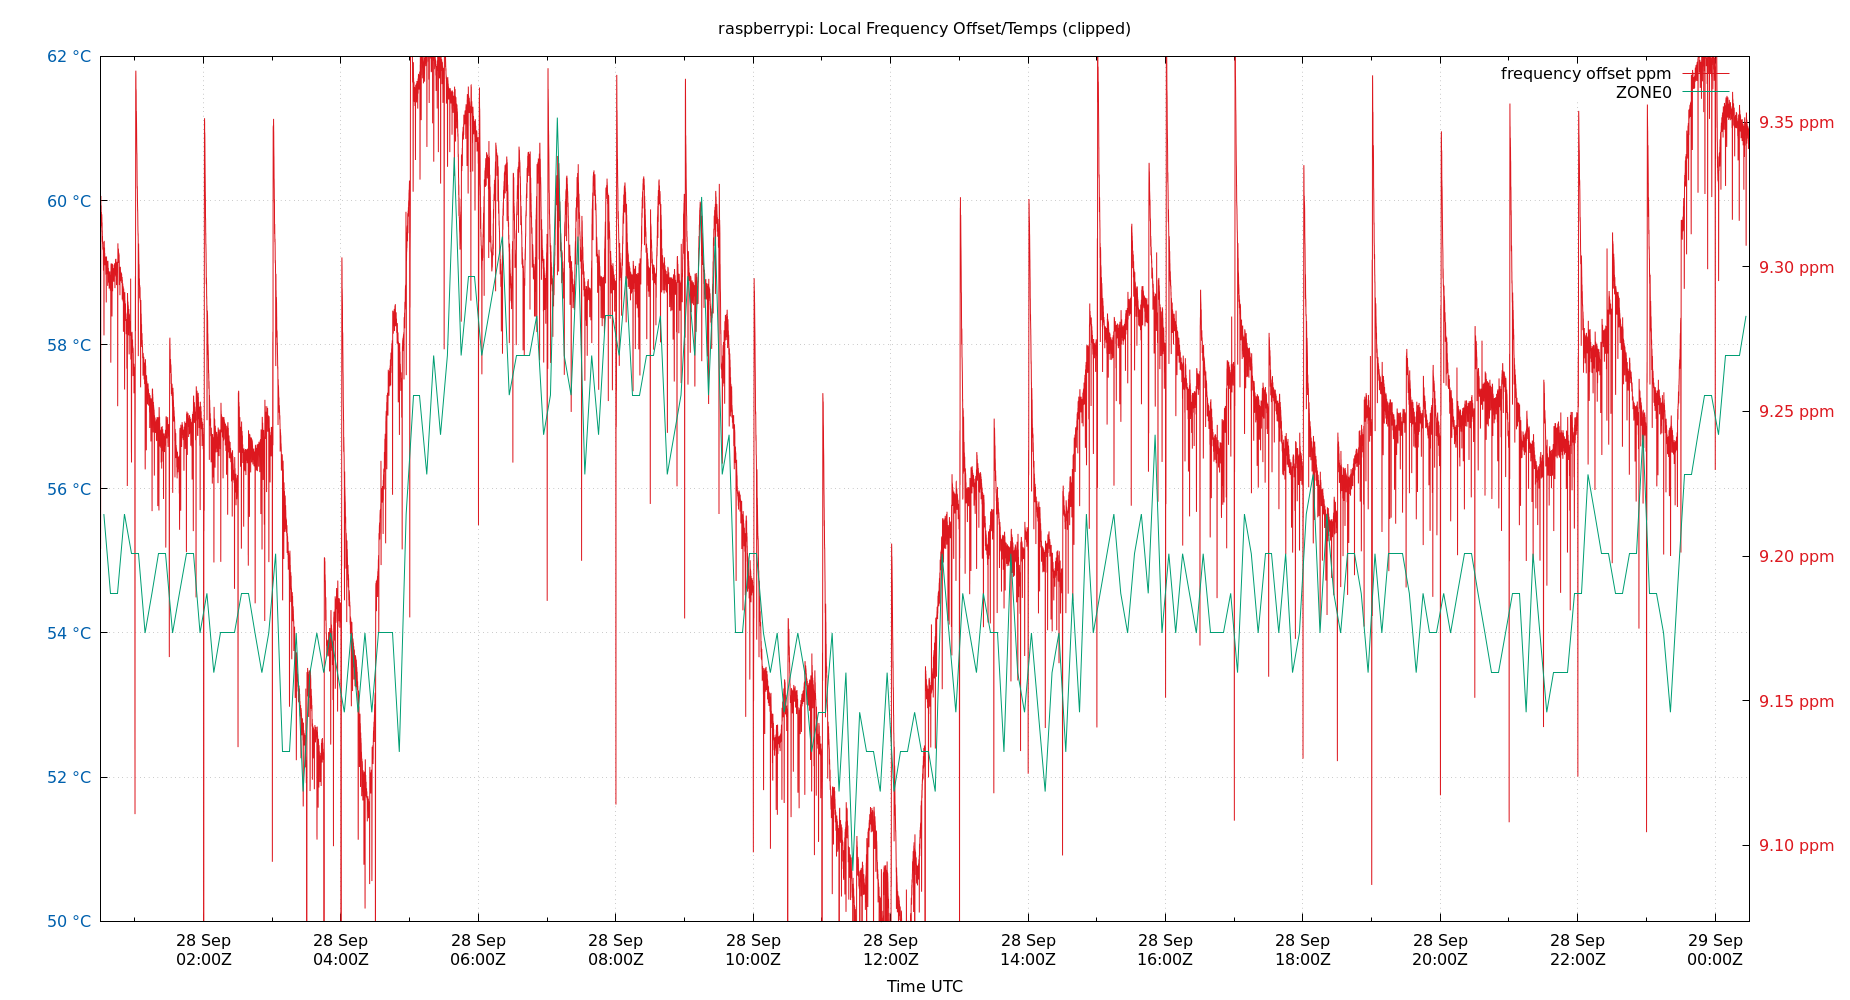 raspberrypi: Local Frequency Offset/Temps (clipped)
62 °C
60 °C
58 °C
56 °C
54 °C
52 °C
50 °C
frequency offset ppm
ZONE0
9.35 ppm
9.30 ppm
9.25 ppm
9.20 ppm
9.15 ppm
9.10 ppm
28 Sep 28 Sep 28 Sep 28 Sep 28 Sep 28 Sep 28 Sep 28 Sep 28 Sep 28 Sep 28 Sep 29 Sep
02:00Z 04:00Z 06:00Z 08:00Z 10:00Z 12:00Z 14:00Z 16:00Z 18:00Z 20:00Z 22:00Z 00:00Z
Time UTC